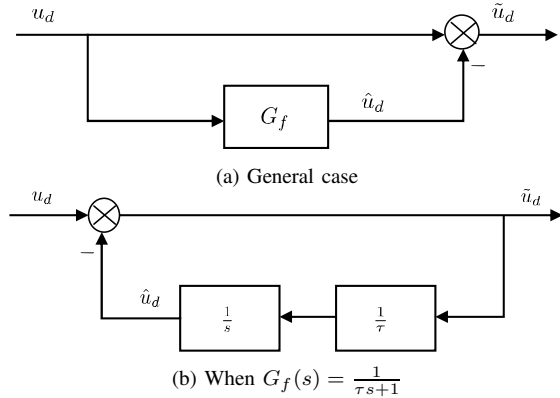 u_d ũ_d
−
G_f û_d
(a) General case
u_d ũ_d
−
û_d 1/s 1/τ
(b) When G_f(s) = 1/(τs+1)